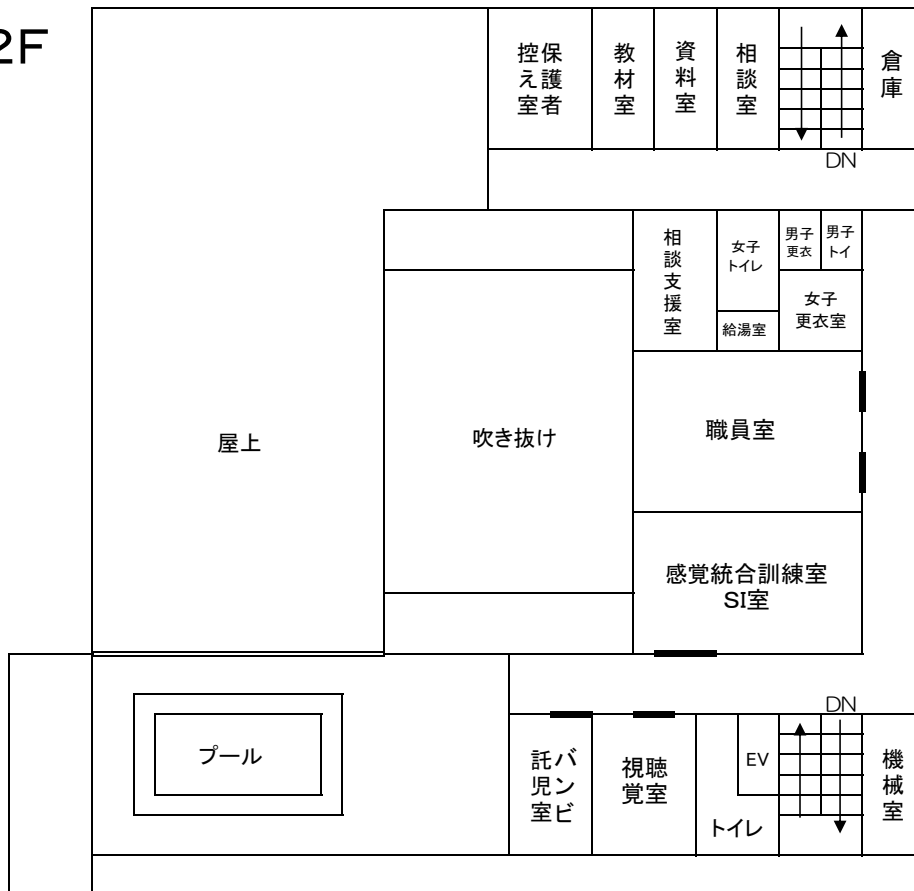 2F
保護者
控え室
教材室
資料室
相談室
倉庫
DN
相談支援室
女子
トイレ
男子
更衣
男子
トイ
給湯室
女子
更衣室
屋上
吹き抜け
職員室
感覚統合訓練室
SI室
DN
プール
バンビ
託児室
聴
視覚室
トイレ
EV
機械室